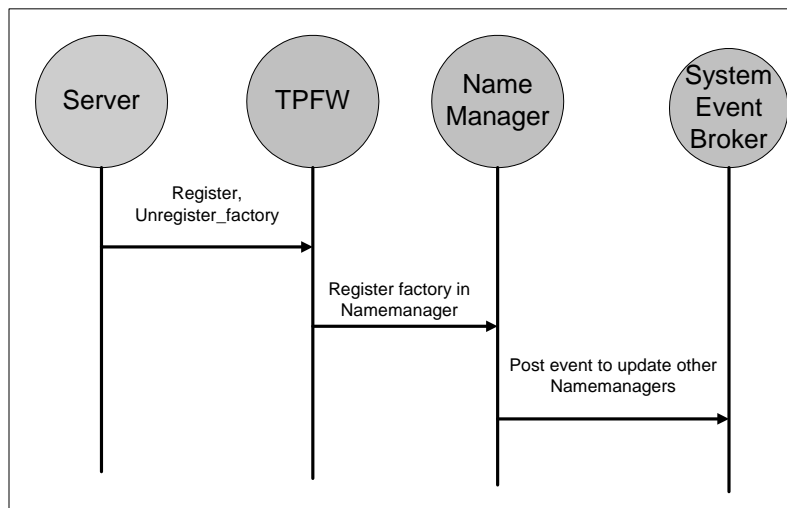 Server
TPFW
Name
Manager
System
Event
Broker
Register,
Unregister_factory
Register factory in
Namemanager
Post event to update other
Namemanagers